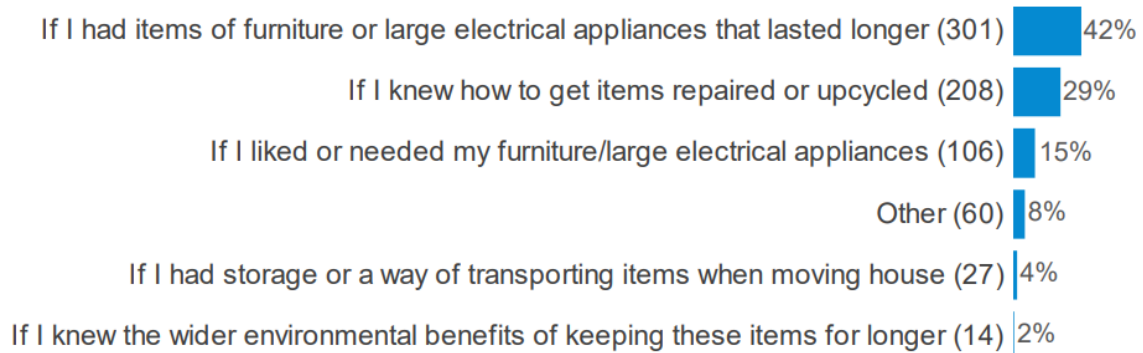 If I had items of furniture or large electrical appliances that lasted longer (301) 42%
If I knew how to get items repaired or upcycled (208) 29%
If I liked or needed my furniture/large electrical appliances (106) 15%
Other (60) 8%
If I had storage or a way of transporting items when moving house (27) 4%
If I knew the wider environmental benefits of keeping these items for longer (14) 2%